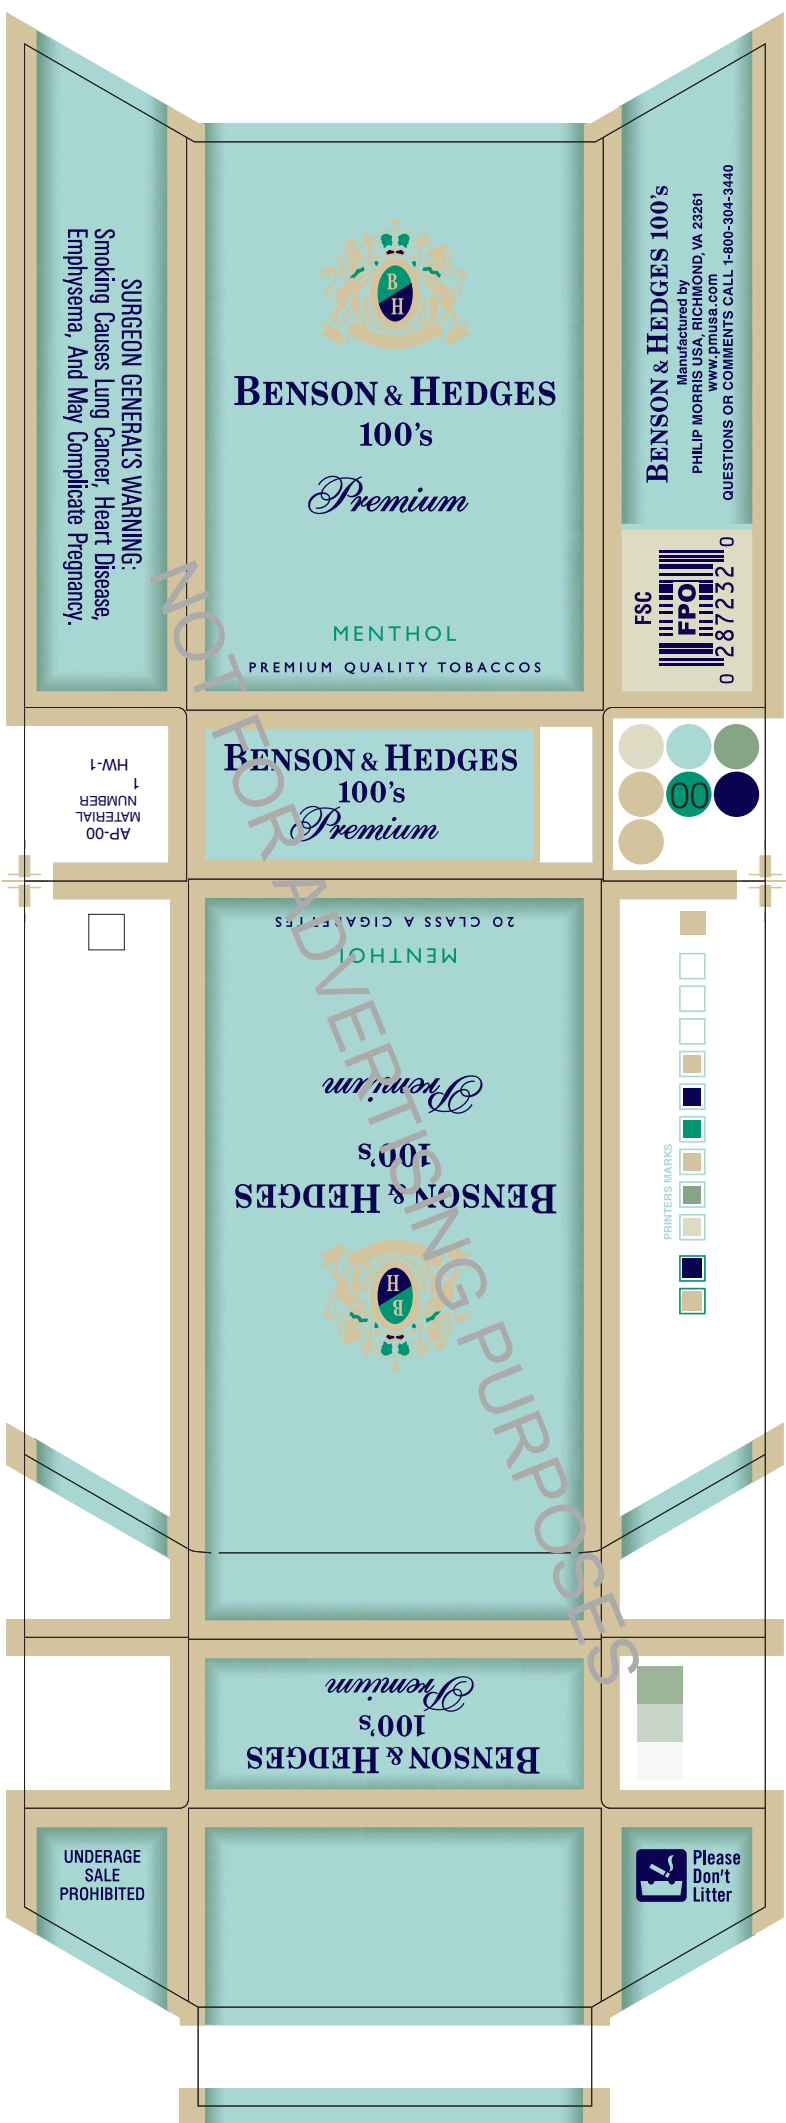 SURGEON GENERAL'S WARNING:
Smoking Causes Lung Cancer, Heart Disease,
Emphysema, And May Complicate Pregnancy.
B
H
BENSON & HEDGES
100's
Premium
MENTHOL
PREMIUM QUALITY TOBACCOS
BENSON & HEDGES 100's
Manufactured by
PHILIP MORRIS USA, RICHMOND, VA 23261
www.pmusa.com
QUESTIONS OR COMMENTS CALL 1-800-304-3440
FSC
FPO
0 287232 0
AP-00
MATERIAL
NUMBER
1
HW-1
BENSON & HEDGES
100's
Premium
00
NOT FOR ADVERTISING PURPOSES
BENSON & HEDGES
100's
Premium
MENTHOL
20 CLASS A CIGARETTES
B
H
PRINTERS MARKS
BENSON & HEDGES
100's
Premium
UNDERAGE
SALE
PROHIBITED
Please
Don't
Litter